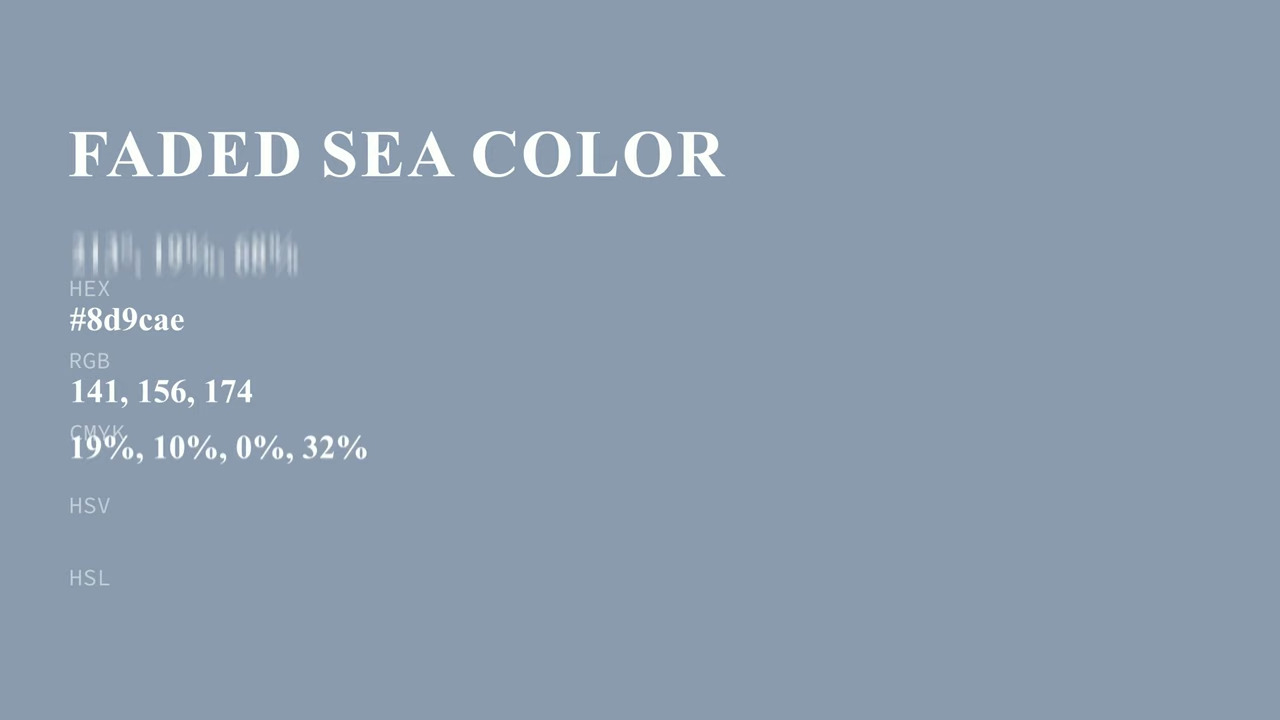 FADED SEA COLOR
HEX
#8d9cae
RGB
141, 156, 174
CMYK
19%, 10%, 0%, 32%
HSV
HSL